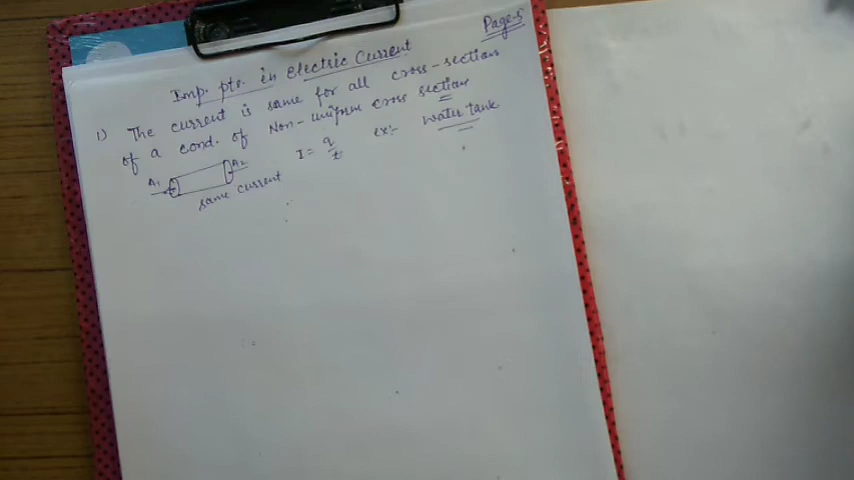 Page-5
Imp. pts. in Electric Current
1) The current is same for all cross-section
of a cond. of Non-uniform cross section
A1 A2 I = q/t ex:- water tank
same current